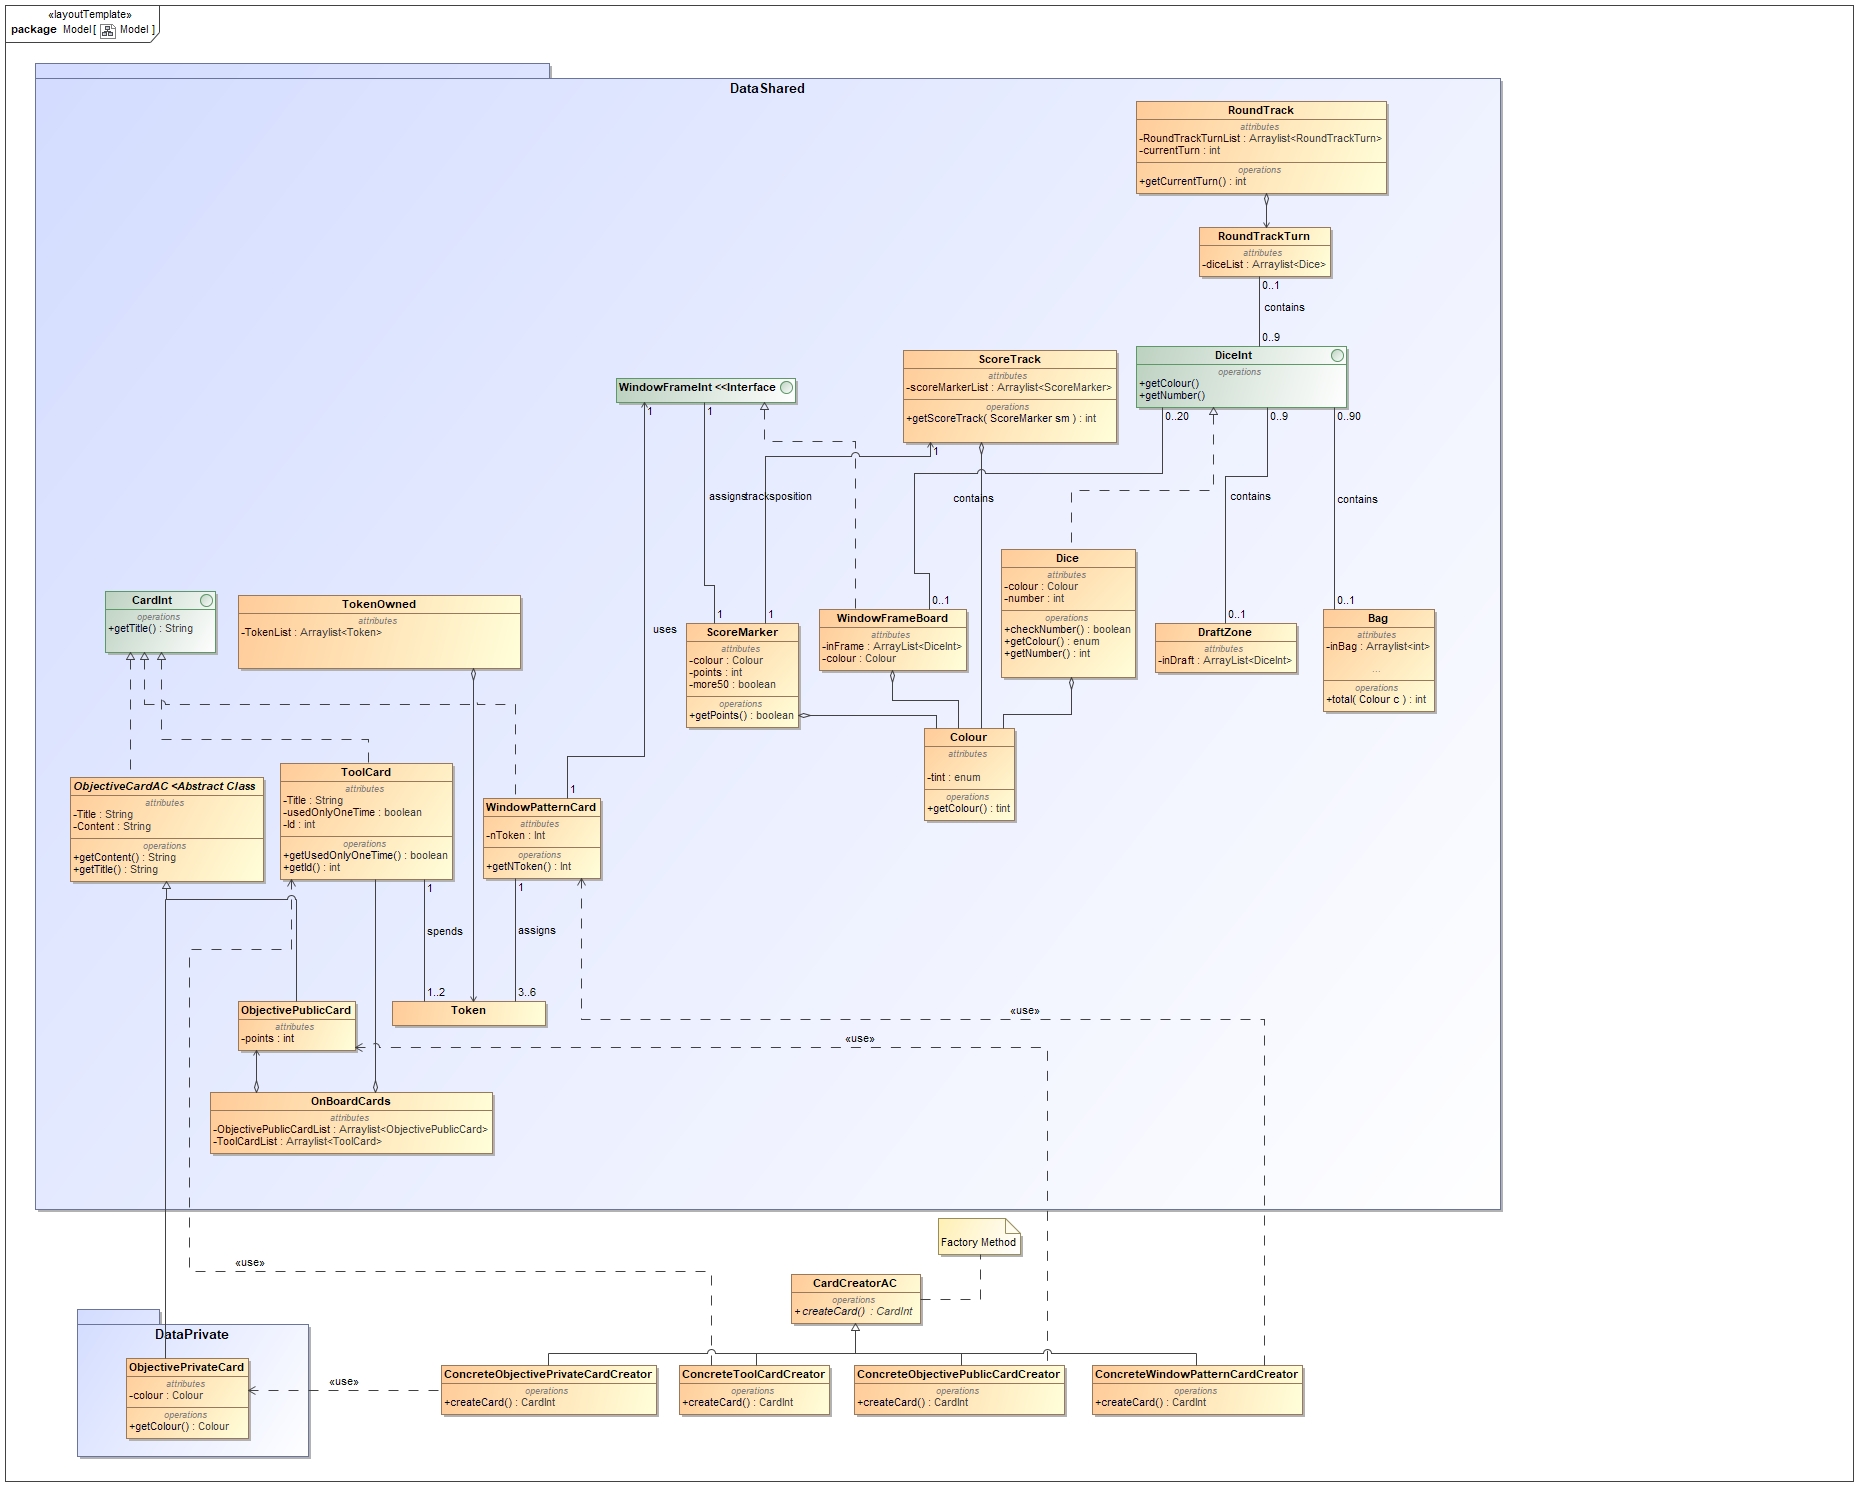 «layoutTemplate»
package Model[ Model ]
DataShared
RoundTrack
attributes
-RoundTrackTurnList : Arraylist<RoundTrackTurn>
-currentTurn : int
operations
+getCurrentTurn() : int
RoundTrackTurn
attributes
-diceList : Arraylist<Dice>
0..1
contains
0..9
DiceInt
operations
+getColour()
+getNumber()
0..20
0..9
0..90
ScoreTrack
attributes
-scoreMarkerList : Arraylist<ScoreMarker>
operations
+getScoreTrack( ScoreMarker sm ) : int
1
WindowFrameInt <<Interface
1
1
assigns
tracksposition
contains
contains
contains
uses
CardInt
operations
+getTitle() : String
TokenOwned
attributes
-TokenList : Arraylist<Token>
1
1
ScoreMarker
attributes
-colour : Colour
-points : int
-more50 : boolean
operations
+getPoints() : boolean
0..1
WindowFrameBoard
attributes
-inFrame : ArrayList<DiceInt>
-colour : Colour
Dice
attributes
-colour : Colour
-number : int
operations
+checkNumber() : boolean
+getColour() : enum
+getNumber() : int
0..1
DraftZone
attributes
-inDraft : ArrayList<DiceInt>
0..1
Bag
attributes
-inBag : Arraylist<int>
...
operations
+total( Colour c ) : int
Colour
attributes
-tint : enum
operations
+getColour() : tint
ObjectiveCardAC <Abstract Class
attributes
-Title : String
-Content : String
operations
+getContent() : String
+getTitle() : String
ToolCard
attributes
-Title : String
-usedOnlyOneTime : boolean
-Id : int
operations
+getUsedOnlyOneTime() : boolean
+getId() : int
1
WindowPatternCard
attributes
-nToken : Int
operations
+getNToken() : Int
1
1
spends
assigns
1..2
3..6
Token
ObjectivePublicCard
attributes
-points : int
«use»
«use»
OnBoardCards
attributes
-ObjectivePublicCardList : Arraylist<ObjectivePublicCard>
-ToolCardList : Arraylist<ToolCard>
Factory Method
«use»
CardCreatorAC
operations
+createCard() : CardInt
DataPrivate
ObjectivePrivateCard
attributes
-colour : Colour
operations
+getColour() : Colour
«use»
ConcreteObjectivePrivateCardCreator
operations
+createCard() : CardInt
ConcreteToolCardCreator
operations
+createCard() : CardInt
ConcreteObjectivePublicCardCreator
operations
+createCard() : CardInt
ConcreteWindowPatternCardCreator
operations
+createCard() : CardInt